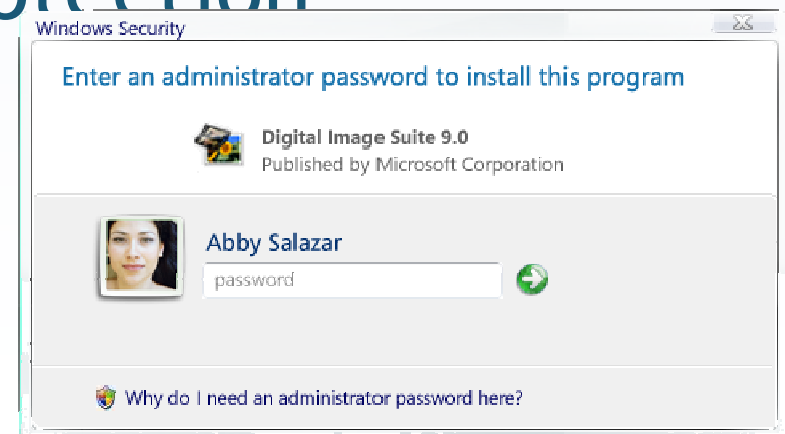 Windows Security
Enter an administrator password to install this program
Digital Image Suite 9.0
Published by Microsoft Corporation
Abby Salazar
password
Why do I need an administrator password here?